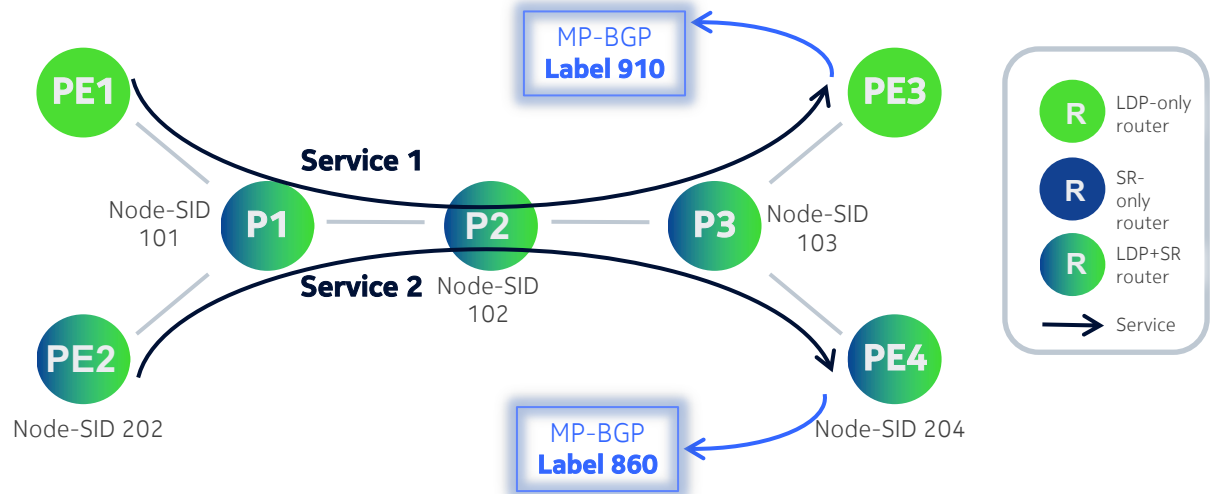 MP-BGP
Label 910
PE1
PE3
R
LDP-only
router
Service 1
R
SR-
only
router
Node-SID
101
P1
P2
P3
Node-SID
103
R
LDP+SR
router
Service 2
Node-SID
102
Service
PE2
PE4
Node-SID 202
MP-BGP
Label 860
Node-SID 204